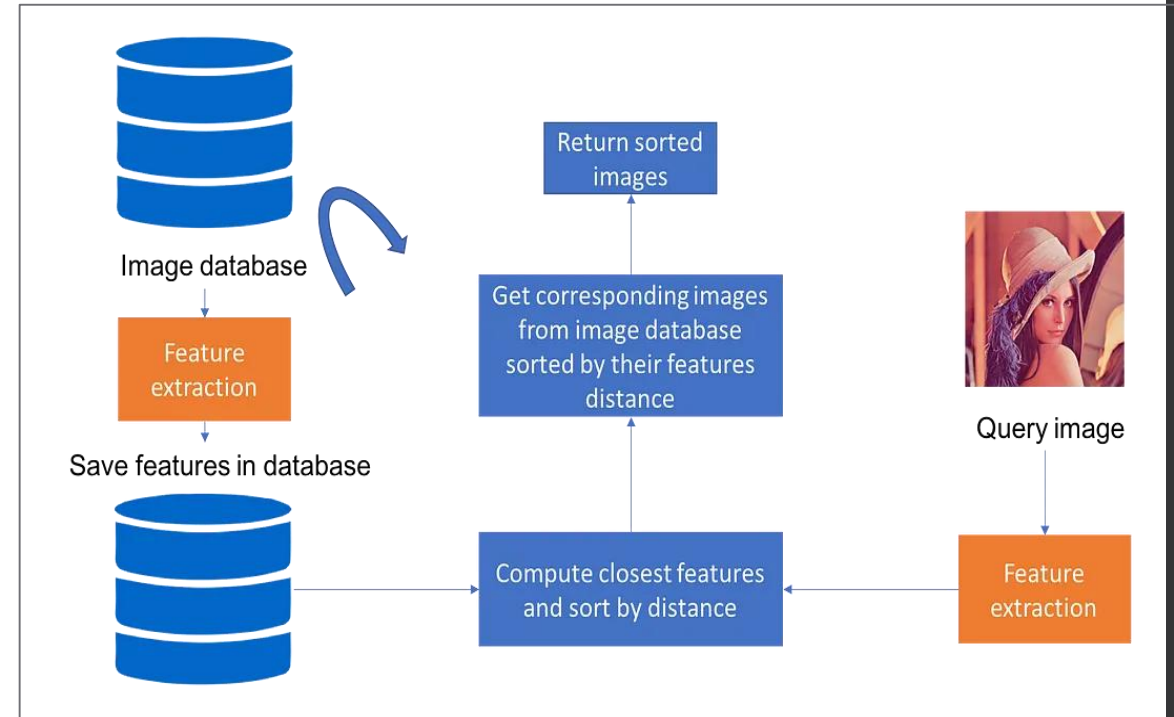 Image database
Feature
extraction
Save features in database
Return sorted
images
Get corresponding images
from image database
sorted by their features
distance
Compute closest features
and sort by distance
Query image
Feature
extraction